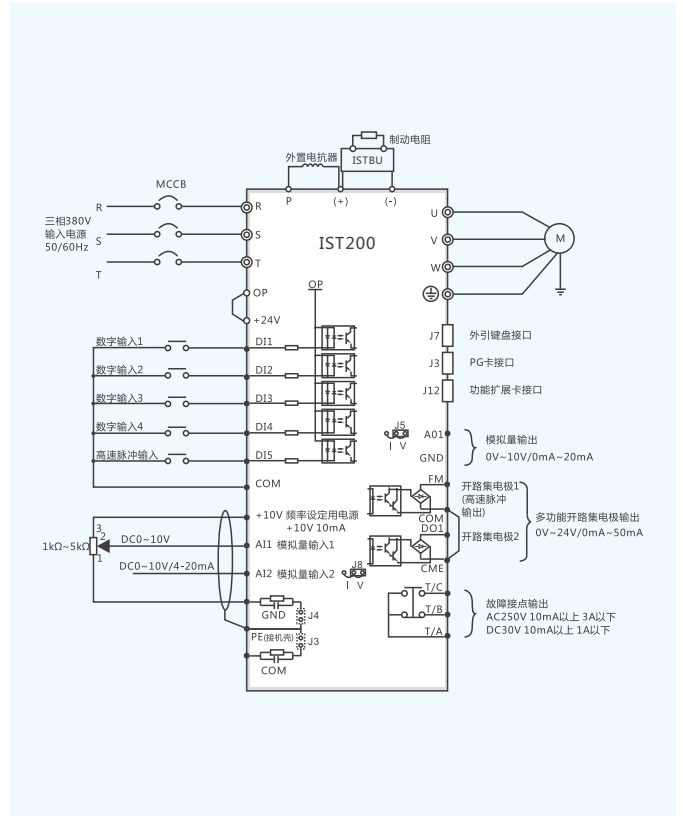 制动电阻
外置电抗器
ISTBU
MCCB
P
(+)
(-)
R
R
三相380V
输入电源
50/60Hz
S
S
T
T
IST200
U
V
W
M
OP
+24V
OP
J7
外引键盘接口
J3
PG卡接口
J12
功能扩展卡接口
数字输入1
DI1
数字输入2
DI2
数字输入3
DI3
数字输入4
DI4
高速脉冲输入
DI5
COM
J5
I V
A01
GND
模拟量输出
0V~10V/0mA~20mA
FM
COM
DO1
CME
开路集电极1
(高速脉冲
输出)
开路集电极2
多功能开路集电极输出
0V~24V/0mA~50mA
+10V 频率设定用电源
+10V 10mA
3
2
1
1kΩ~5kΩ
DC0~10V
AI1 模拟量输入1
DC0~10V/4-20mA
AI2 模拟量输入2
J8
I V
GND
J4
PE(接机壳)
J3
COM
T/C
T/B
T/A
故障接点输出
AC250V 10mA以上 3A以下
DC30V 10mA以上 1A以下